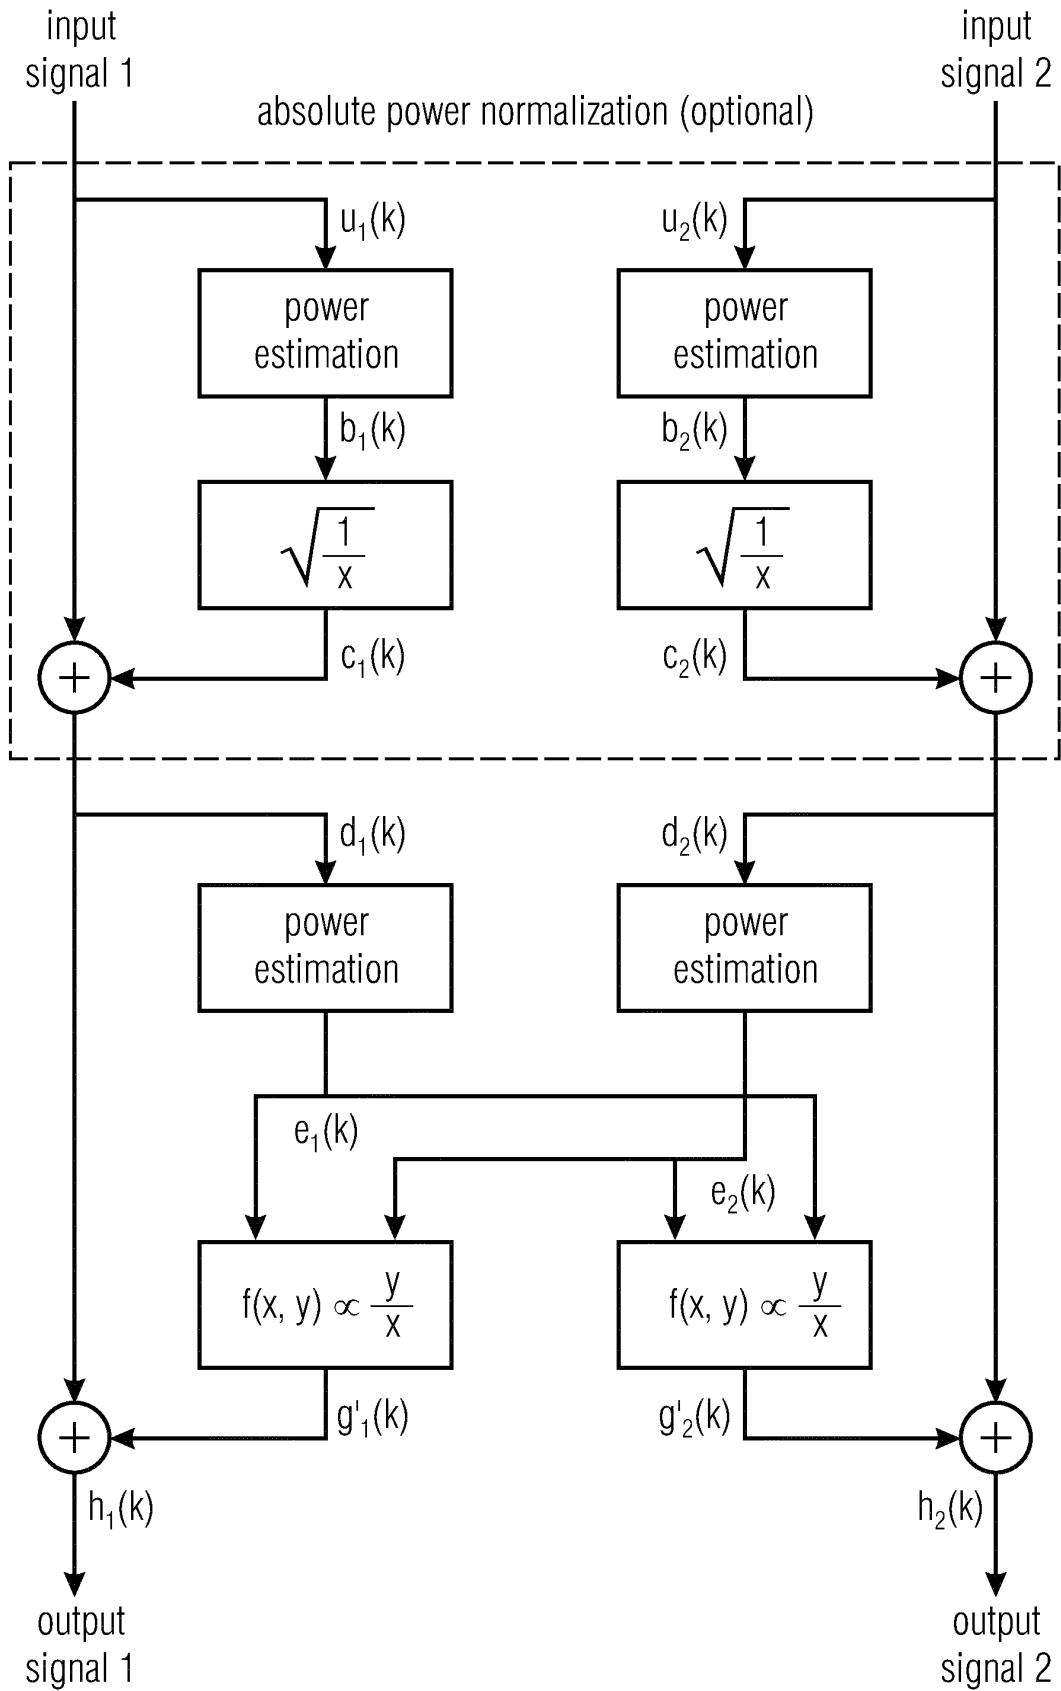 input
signal 1
input
signal 2
absolute power normalization (optional)
u₁(k)
u₂(k)
power
estimation
power
estimation
b₁(k)
b₂(k)
√(1/x)
√(1/x)
c₁(k)
c₂(k)
+
+
d₁(k)
d₂(k)
power
estimation
power
estimation
e₁(k)
e₂(k)
f(x, y) ∝ y/x
f(x, y) ∝ y/x
g'₁(k)
g'₂(k)
+
+
h₁(k)
h₂(k)
output
signal 1
output
signal 2